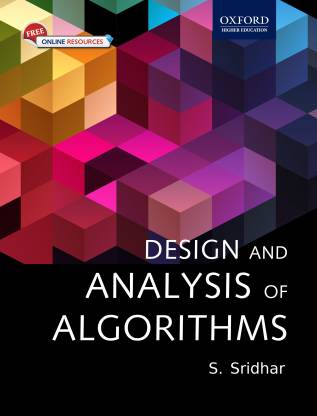 FREE
ONLINE RESOURCES
OXFORD
HIGHER EDUCATION
DESIGN AND
ANALYSIS OF
ALGORITHMS
S. Sridhar